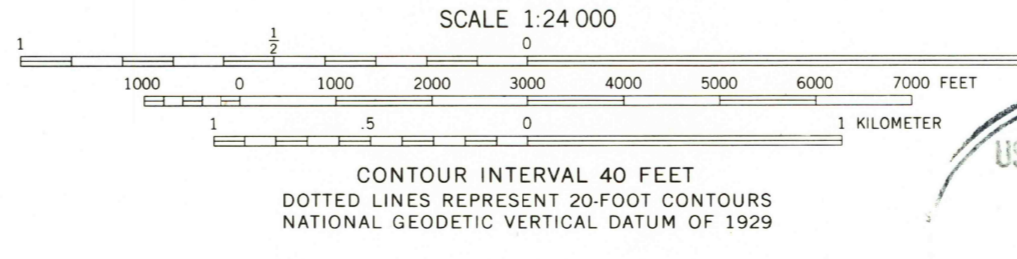 SCALE 1:24 000
1 1/2 0
1000 0 1000 2000 3000 4000 5000 6000 7000 FEET
1 .5 0 1 KILOMETER
CONTOUR INTERVAL 40 FEET
DOTTED LINES REPRESENT 20-FOOT CONTOURS
NATIONAL GEODETIC VERTICAL DATUM OF 1929